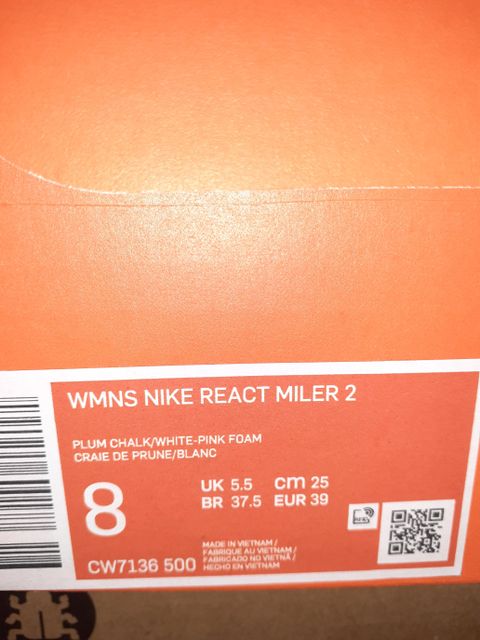 WMNS NIKE REACT MILER 2
PLUM CHALK/WHITE-PINK FOAM
CRAIE DE PRUNE/BLANC
8
UK 5.5 cm 25
BR 37.5 EUR 39
MADE IN VIETNAM /
FABRIQUE AU VIETNAM /
FABRICADO NO VIETNÃ /
HECHO EN VIETNAM
CW7136 500